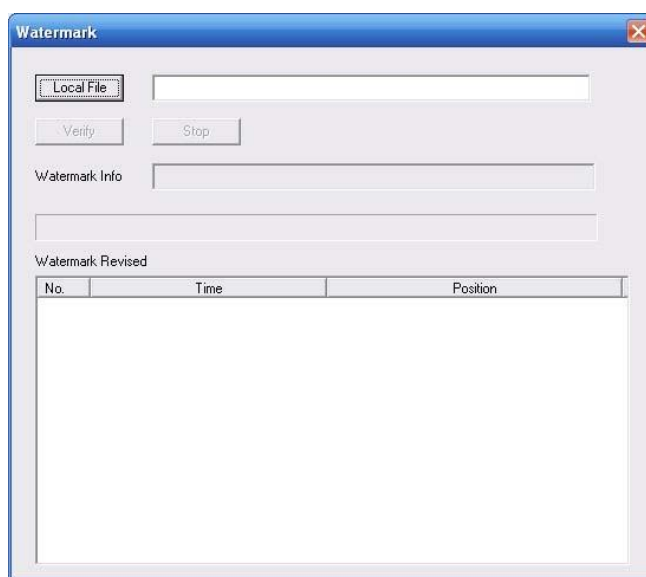 Watermark
Local File
Verify Stop
Watermark Info
Watermark Revised
No. Time Position